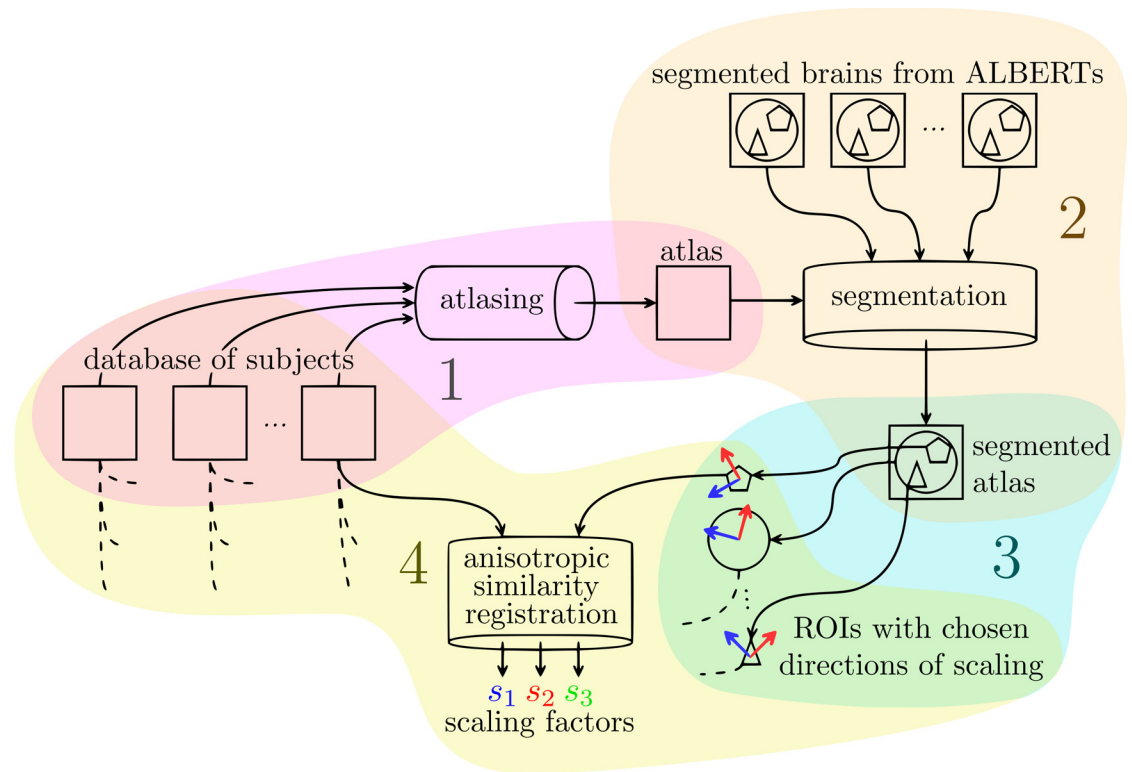 segmented brains from ALBERTs
...
2
atlas
atlasing
segmentation
database of subjects
1
...
segmented
atlas
3
4
anisotropic
similarity
registration
ROIs with chosen
directions of scaling
s1 s2 s3
scaling factors